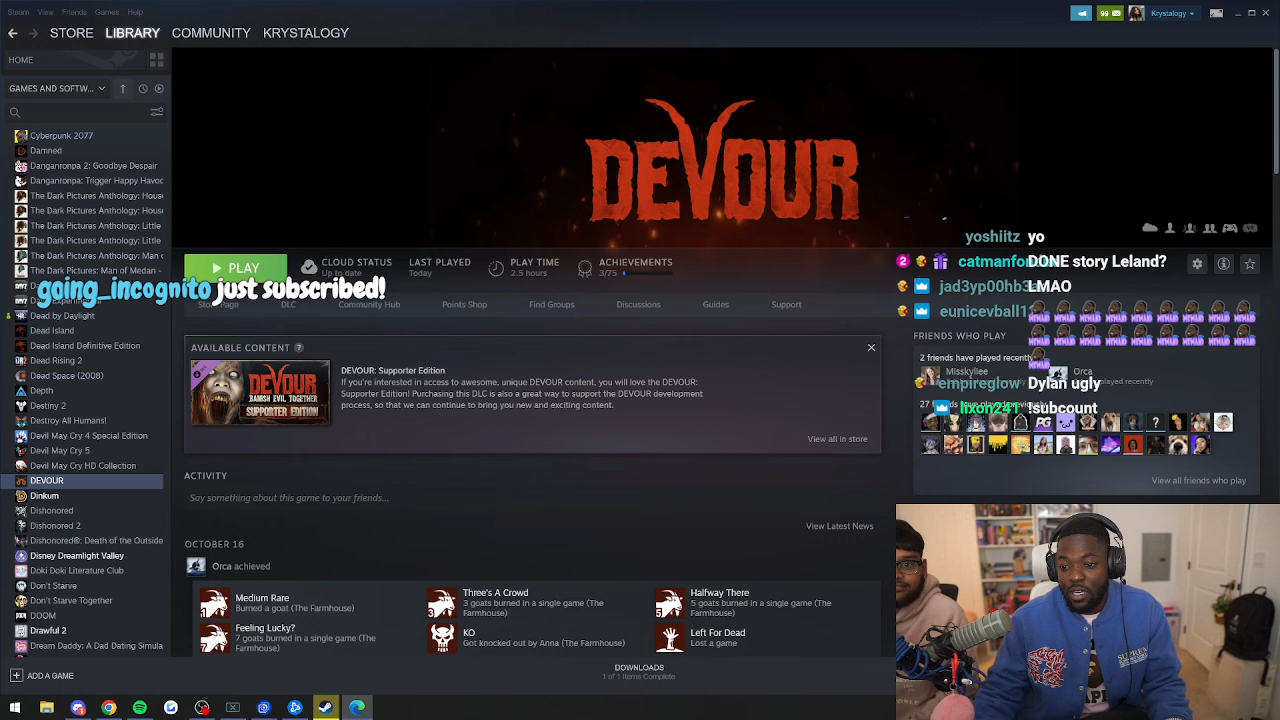 Steam View Friends Games Help
99
Krystalogy
STORE LIBRARY COMMUNITY KRYSTALOGY
HOME
GAMES AND SOFTW...
Cyberpunk 2077
Damned
Danganronpa 2: Goodbye Despair
Danganronpa: Trigger Happy Havoc
The Dark Pictures Anthology: Hous
The Dark Pictures Anthology: Hous
The Dark Pictures Anthology: Little
The Dark Pictures Anthology: Little
The Dark Pictures Anthology: Little
The Dark Pictures: Man of Medan -
Dead by Daylight
Dead Island
Dead Island Definitive Edition
Dead Rising 2
Dead Space (2008)
Depth
Destiny 2
Destroy All Humans!
Devil May Cry 4 Special Edition
Devil May Cry 5
Devil May Cry HD Collection
DEVOUR
Dinkum
Dishonored
Dishonored 2
Dishonored®: Death of the Outside
Disney Dreamlight Valley
Doki Doki Literature Club
Don't Starve
Don't Starve Together
DOOM
Drawful 2
Dream Daddy: A Dad Dating Simula
ADD A GAME
DEVOUR
PLAY
CLOUD STATUS
Up to date
LAST PLAYED
Today
PLAY TIME
2.5 hours
ACHIEVEMENTS
3/75
going_incognito just subscribed!
Store Page DLC Community Hub Points Shop Find Groups Discussions Guides Support
AVAILABLE CONTENT ?
DEVOUR
BANISH EVIL TOGETHER
SUPPORTER EDITION
DEVOUR: Supporter Edition
If you're interested in access to awesome, unique DEVOUR content, you will love the DEVOUR:
Supporter Edition! Purchasing this DLC is also a great way to support the DEVOUR development
process, so that we can continue to bring you new and exciting content.
View all in store
ACTIVITY
Say something about this game to your friends...
View Latest News
OCTOBER 16
Orca achieved
Medium Rare
Burned a goat (The Farmhouse)
Three's A Crowd
3 goats burned in a single game (The
Farmhouse)
Halfway There
5 goats burned in a single game (The
Farmhouse)
Feeling Lucky?
7 goats burned in a single game (The
Farmhouse)
KO
Got knocked out by Anna (The Farmhouse)
Left For Dead
Lost a game
DOWNLOADS
1 of 1 Items Complete
yoshiitz yo
2 DONE story Leland?
LMAO
FRIENDS WHO PLAY
2 friends have played recently
Misskyliee
Orca
played recently
empireglow Dylan ugly
lixon241 !subcount
PG
?
View all friends who play